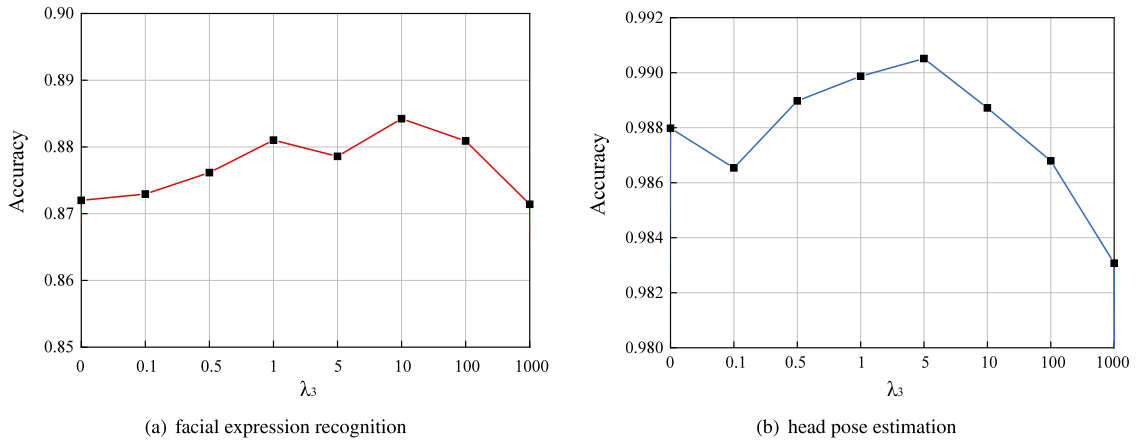 0.90
0.89
0.88
0.87
0.86
0.85
Accuracy
0 0.1 0.5 1 5 10 100 1000
λ3
(a) facial expression recognition
0.992
0.990
0.988
0.986
0.984
0.982
0.980
Accuracy
0 0.1 0.5 1 5 10 100 1000
λ3
(b) head pose estimation